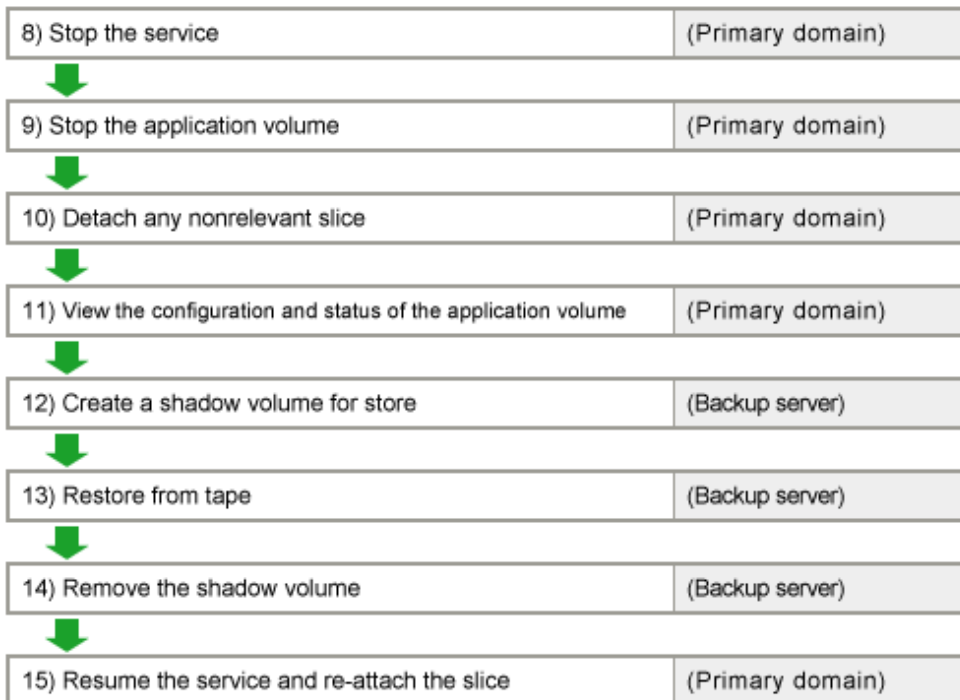 8) Stop the service (Primary domain)
9) Stop the application volume (Primary domain)
10) Detach any nonrelevant slice (Primary domain)
11) View the configuration and status of the application volume (Primary domain)
12) Create a shadow volume for store (Backup server)
13) Restore from tape (Backup server)
14) Remove the shadow volume (Backup server)
15) Resume the service and re-attach the slice (Primary domain)